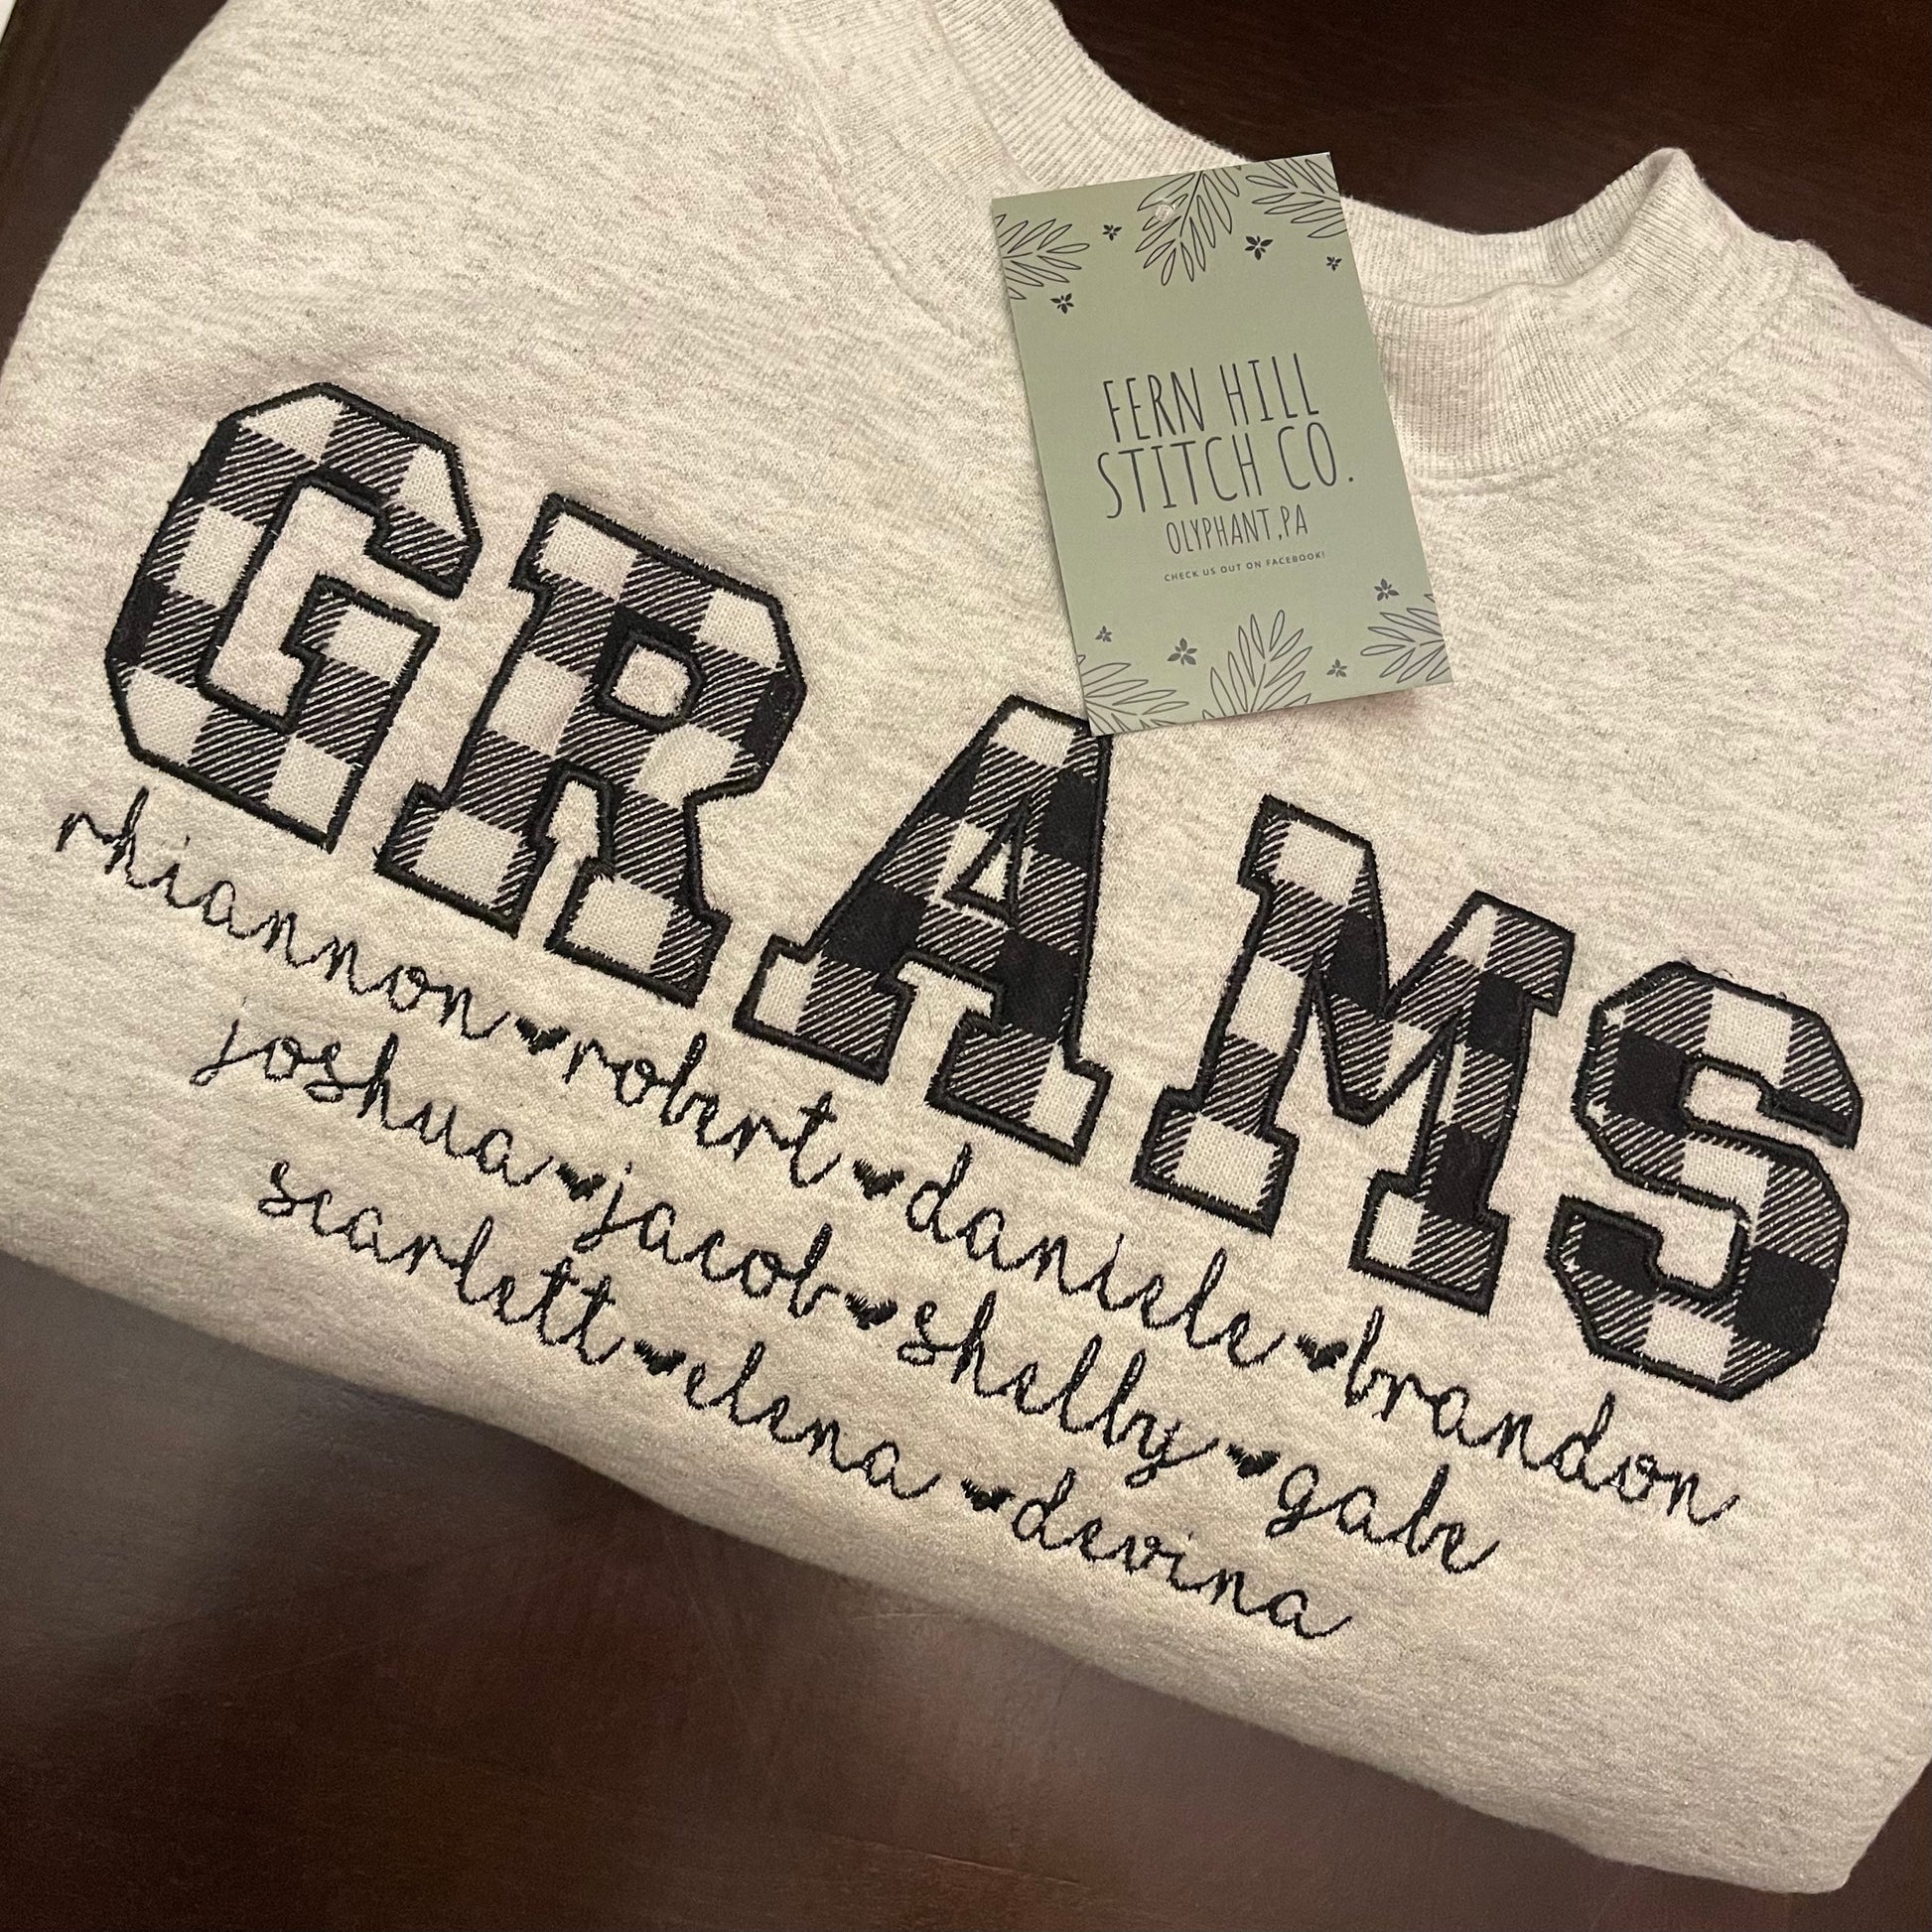 FERN HILL
STITCH CO.
OLYPHANT, PA
CHECK US OUT ON FACEBOOK!
GRAMS
rhiannon♥robert♥daniele♥brandon
joshua♥jacob♥shelby♥gabe
scarlett♥elena♥devina